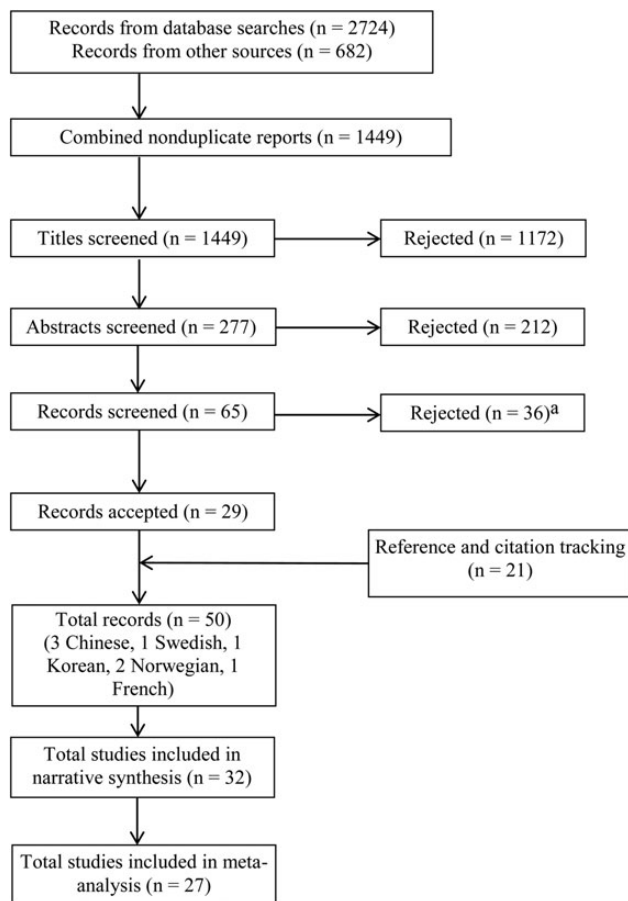 Records from database searches (n = 2724)
Records from other sources (n = 682)
Combined nonduplicate reports (n = 1449)
Titles screened (n = 1449)
Rejected (n = 1172)
Abstracts screened (n = 277)
Rejected (n = 212)
Records screened (n = 65)
Rejected (n = 36)a
Records accepted (n = 29)
Reference and citation tracking
(n = 21)
Total records (n = 50)
(3 Chinese, 1 Swedish, 1
Korean, 2 Norwegian, 1
French)
Total studies included in
narrative synthesis (n = 32)
Total studies included in meta-
analysis (n = 27)